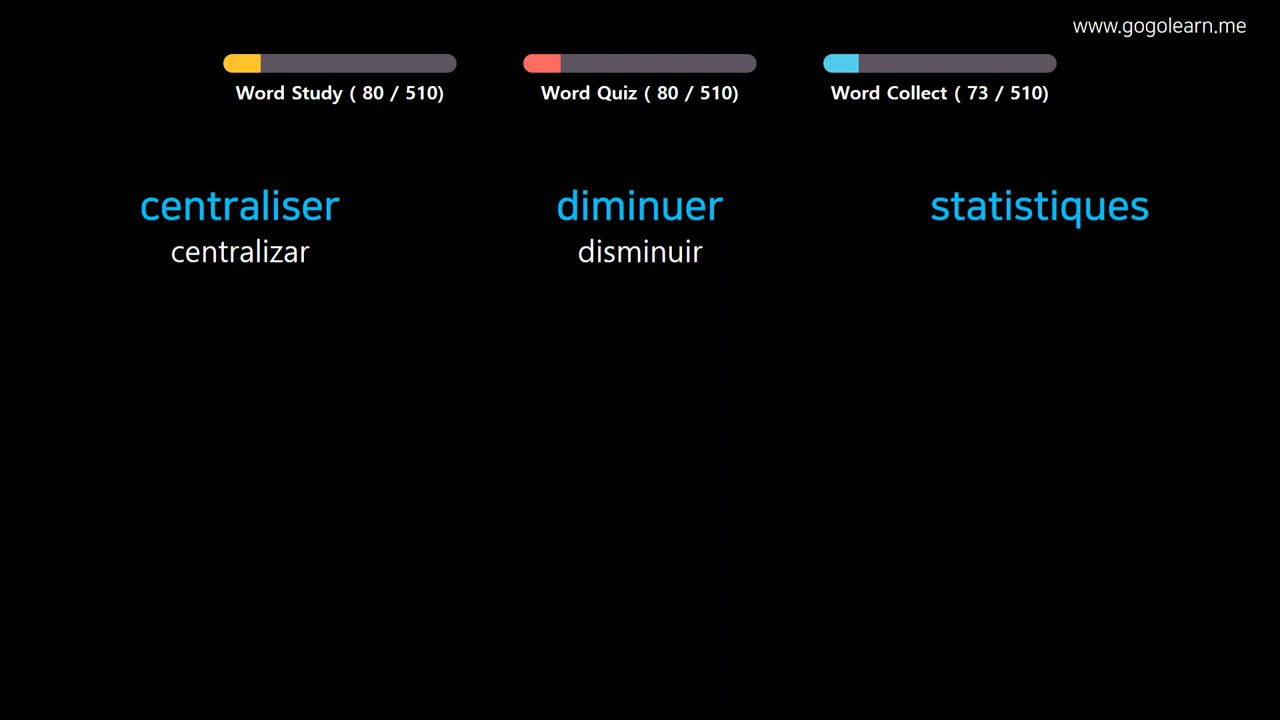 www.gogolearn.me
Word Study ( 80 / 510)
Word Quiz ( 80 / 510)
Word Collect ( 73 / 510)
centraliser
centralizar
diminuer
disminuir
statistiques